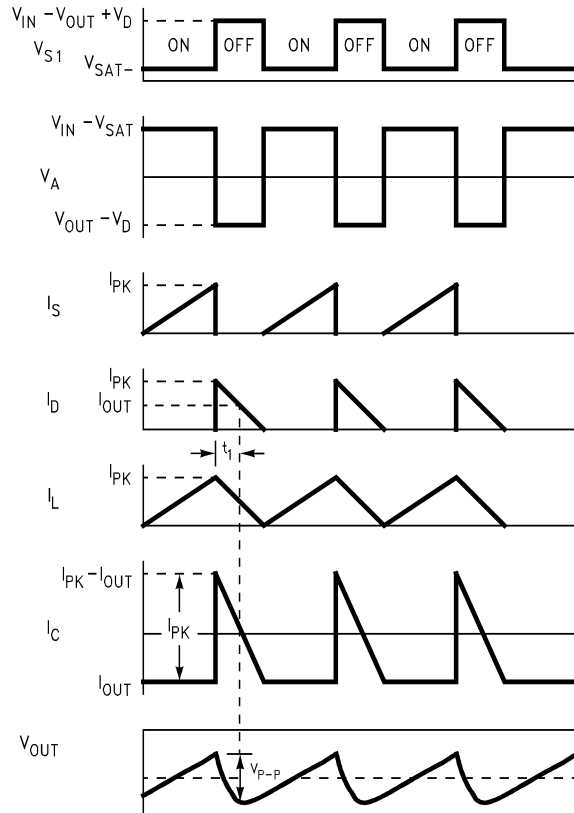 V_IN – V_OUT + V_D
V_S1
V_SAT–
ON OFF ON OFF ON OFF
V_IN – V_SAT
V_A
V_OUT – V_D
I_PK
I_S
I_PK
I_D
I_OUT
t_1
I_PK
I_L
I_PK – I_OUT
I_C
I_PK
I_OUT
V_OUT
V_P-P